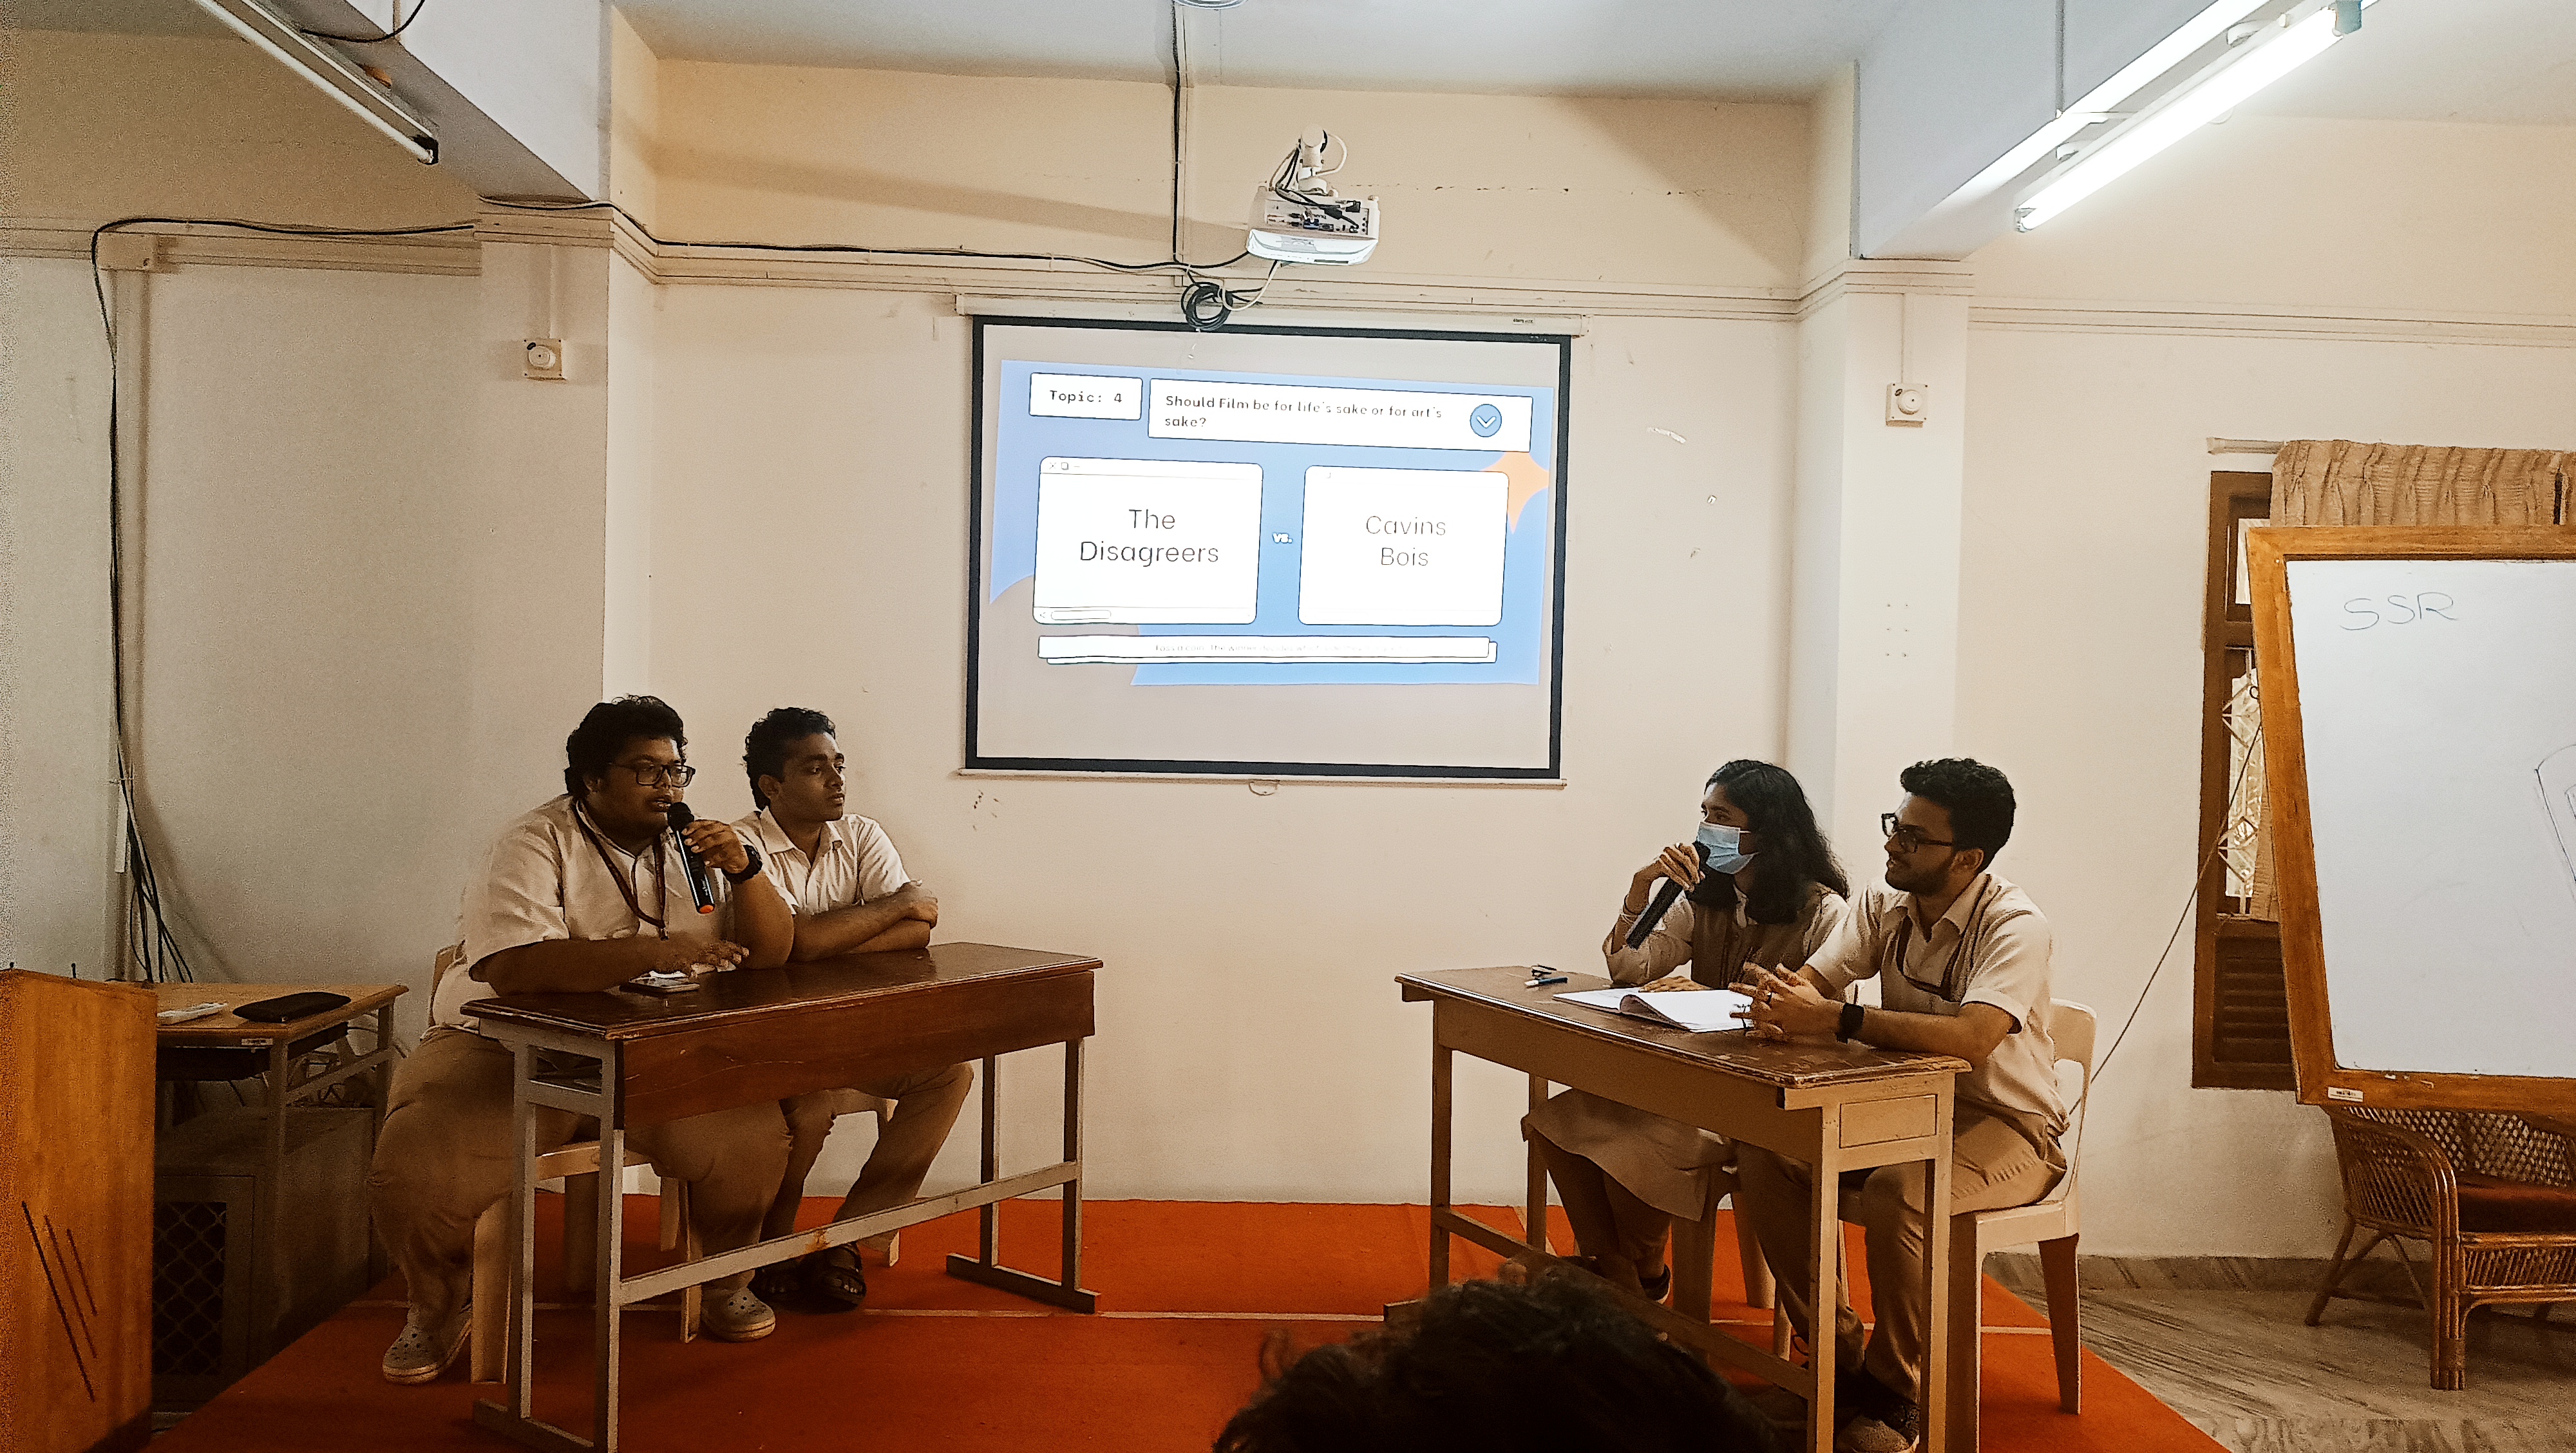 Topic: 4
Should Film be for life's sake or for art's
sake?
The
Disagreers
vs.
Cavins
Bois
SSR